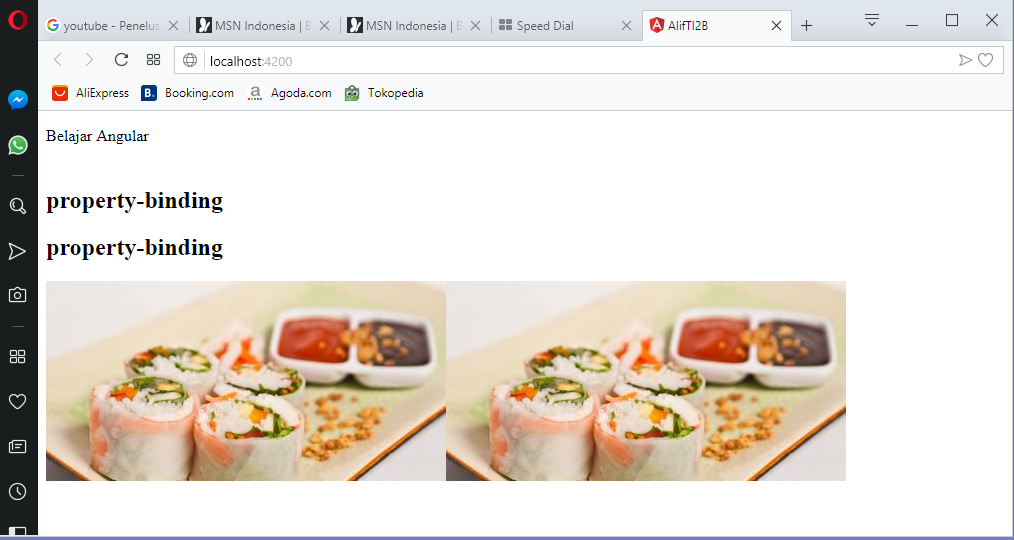 youtube - Penelus
MSN Indonesia | B
MSN Indonesia | B
Speed Dial
AlifTI2B
localhost:4200
AliExpress
B. Booking.com
a Agoda.com
Tokopedia
Belajar Angular
property-binding
property-binding